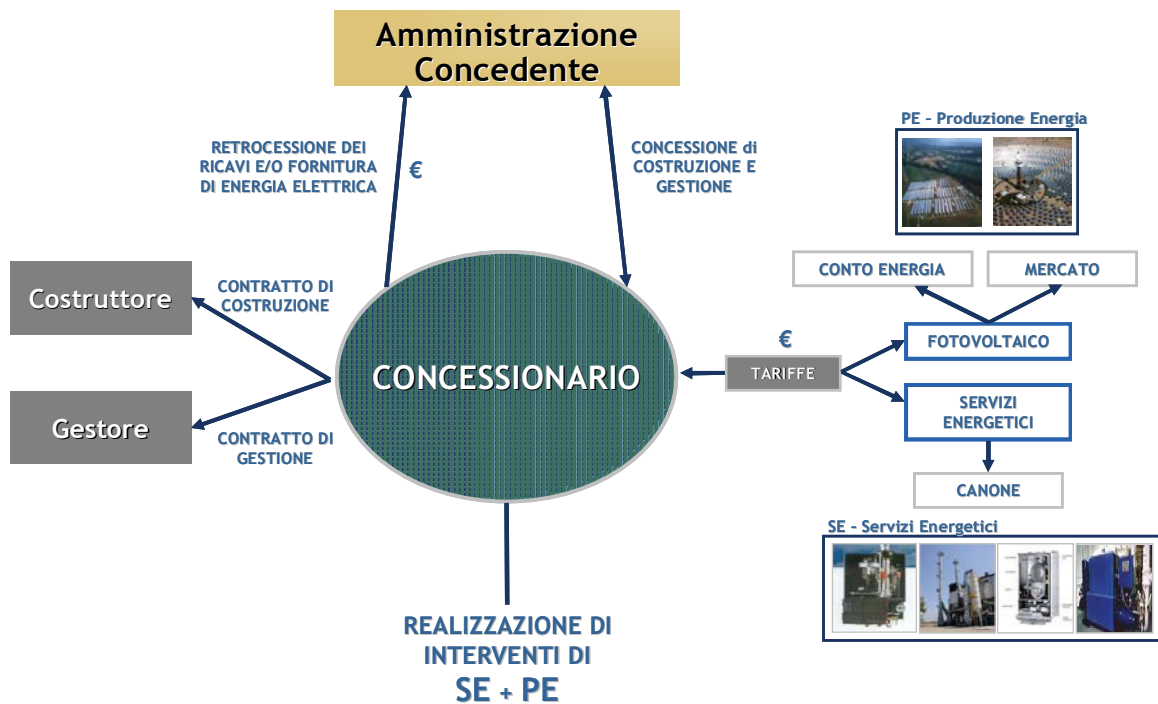 Amministrazione
Concedente
RETROCESSIONE DEI
RICAVI E/O FORNITURA
DI ENERGIA ELETTRICA
€
CONCESSIONE di
COSTRUZIONE E
GESTIONE
PE - Produzione Energia
CONTO ENERGIA
MERCATO
Costruttore
CONTRATTO DI
COSTRUZIONE
€
FOTOVOLTAICO
CONCESSIONARIO
TARIFFE
SERVIZI
ENERGETICI
Gestore
CONTRATTO DI
GESTIONE
CANONE
SE - Servizi Energetici
REALIZZAZIONE DI
INTERVENTI DI
SE + PE